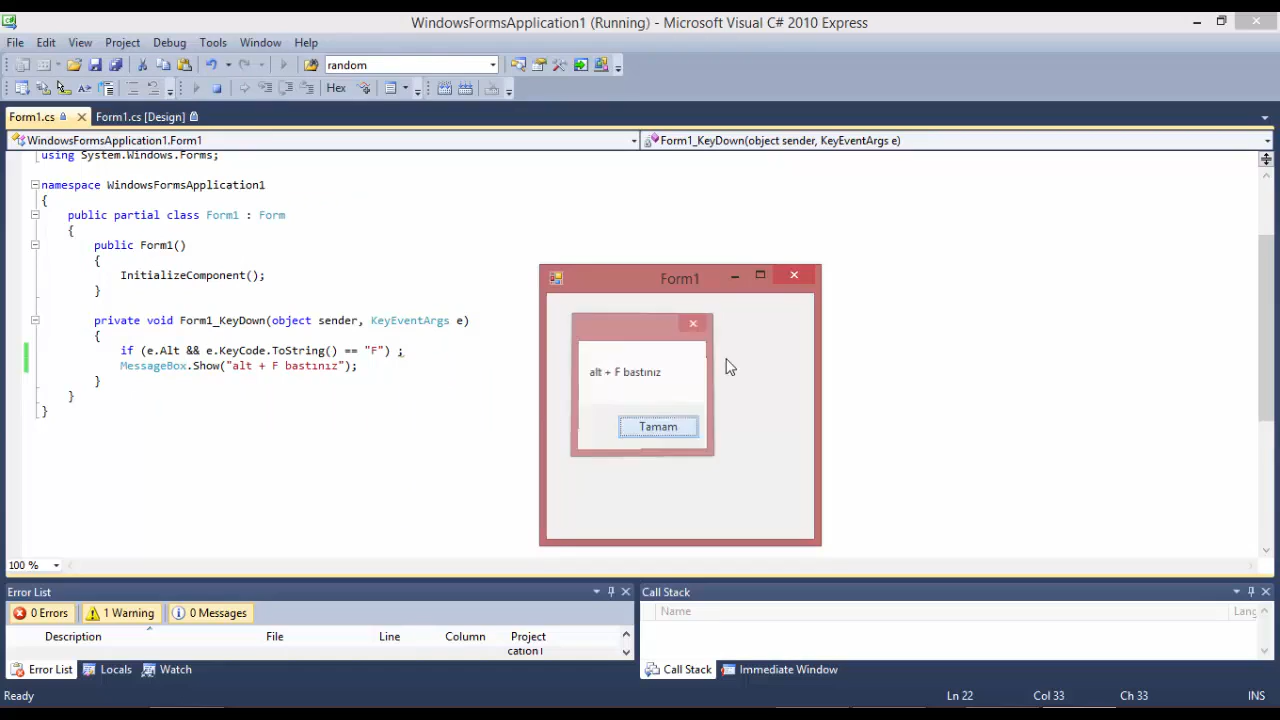 WindowsFormsApplication1 (Running) - Microsoft Visual C# 2010 Express
File Edit View Project Debug Tools Window Help
random
Hex
Form1.cs Form1.cs [Design]
WindowsFormsApplication1.Form1 Form1_KeyDown(object sender, KeyEventArgs e)
using System.Windows.Forms;
namespace WindowsFormsApplication1
{
public partial class Form1 : Form
{
public Form1()
{
InitializeComponent();
}
private void Form1_KeyDown(object sender, KeyEventArgs e)
{
if (e.Alt && e.KeyCode.ToString() == "F") ;
MessageBox.Show("alt + F bastınız");
}
}
}
Form1
alt + F bastınız
Tamam
100 %
Error List
0 Errors 1 Warning 0 Messages
Description File Line Column Project
Error List Locals Watch
Call Stack
Name Lang
Call Stack Immediate Window
Ready Ln 22 Col 33 Ch 33 INS